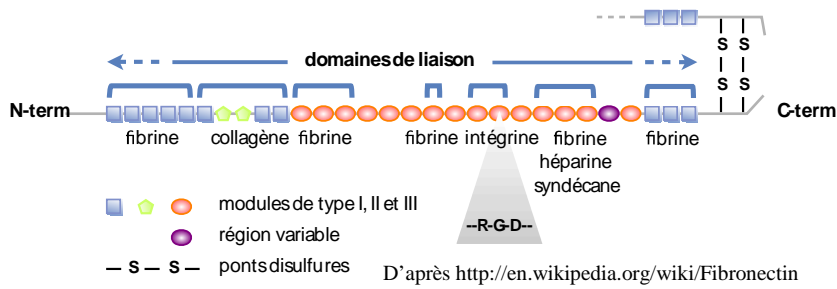 S S
S S
domaines de liaison
N-term
C-term
fibrine collagène fibrine fibrine intégrine fibrine fibrine
héparine
syndécane
--R-G-D--
modules de type I, II et III
région variable
— S — S — ponts disulfures
D'après http://en.wikipedia.org/wiki/Fibronectin